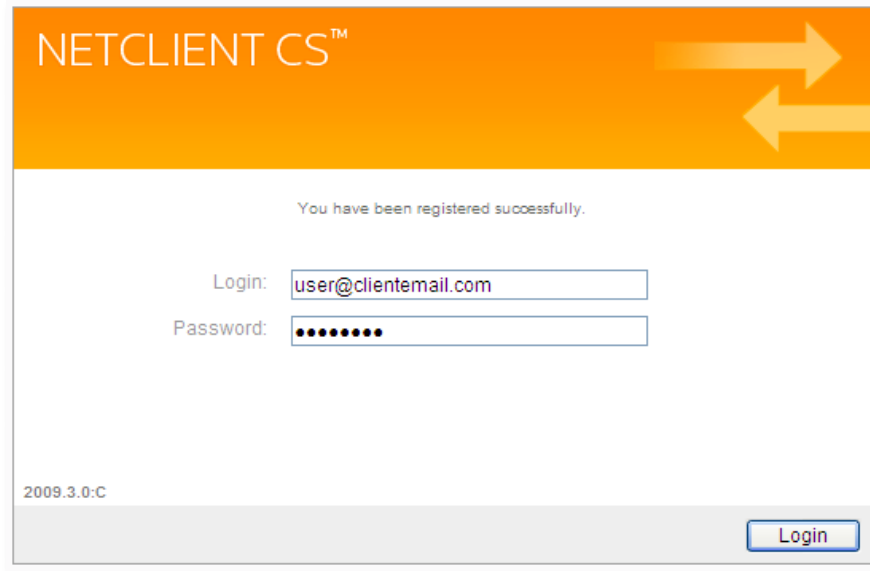 NETCLIENT CS™
You have been registered successfully.
Login: user@clientemail.com
Password: ●●●●●●●●
2009.3.0:C
Login